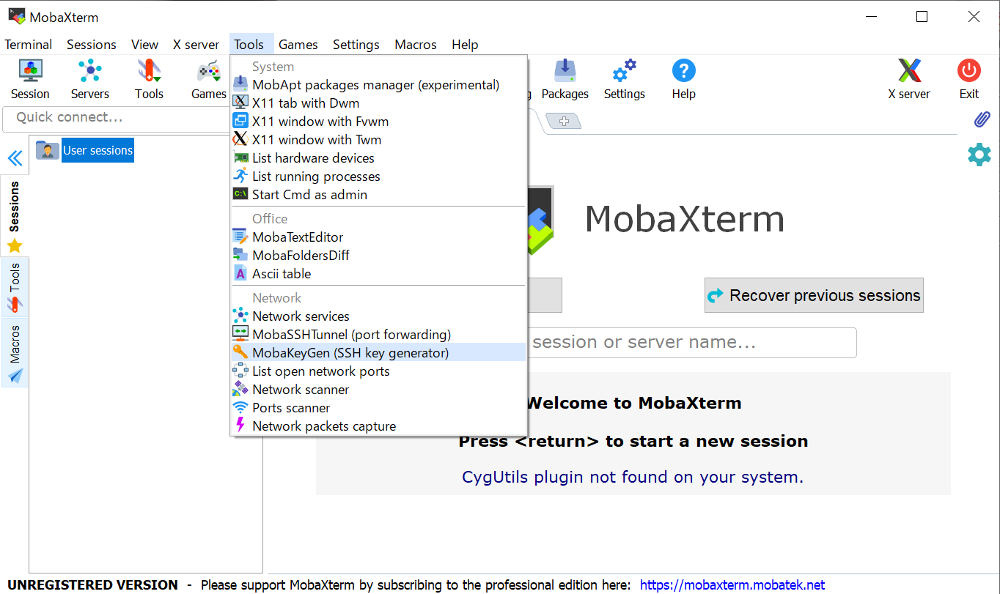 MobaXterm
Terminal Sessions View X server Tools Games Settings Macros Help
Session Servers Tools Games Packages Settings Help X server Exit
Quick connect...
User sessions
Sessions
Tools
Macros
System
MobApt packages manager (experimental)
X11 tab with Dwm
X11 window with Fvwm
X11 window with Twm
List hardware devices
List running processes
Start Cmd as admin
Office
MobaTextEditor
MobaFoldersDiff
Ascii table
Network
Network services
MobaSSHTunnel (port forwarding)
MobaKeyGen (SSH key generator)
List open network ports
Network scanner
Ports scanner
Network packets capture
MobaXterm
Recover previous sessions
session or server name...
Welcome to MobaXterm
Press <return> to start a new session
CygUtils plugin not found on your system.
UNREGISTERED VERSION - Please support MobaXterm by subscribing to the professional edition here: https://mobaxterm.mobatek.net